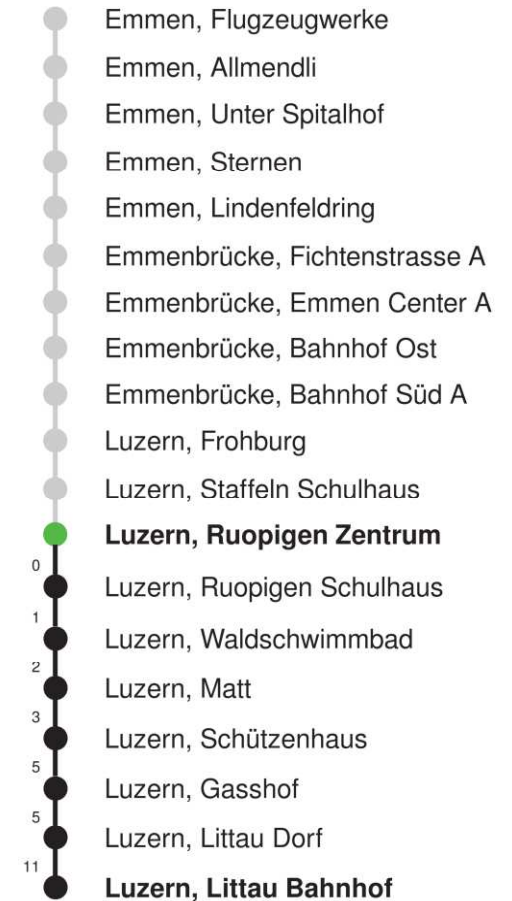 Emmen, Flugzeugwerke
Emmen, Allmendli
Emmen, Unter Spitalhof
Emmen, Sternen
Emmen, Lindenfeldring
Emmenbrücke, Fichtenstrasse A
Emmenbrücke, Emmen Center A
Emmenbrücke, Bahnhof Ost
Emmenbrücke, Bahnhof Süd A
Luzern, Frohburg
Luzern, Staffeln Schulhaus
Luzern, Ruopigen Zentrum
0 Luzern, Ruopigen Schulhaus
1 Luzern, Waldschwimmbad
2 Luzern, Matt
3 Luzern, Schützenhaus
5 Luzern, Gasshof
5 Luzern, Littau Dorf
11 Luzern, Littau Bahnhof